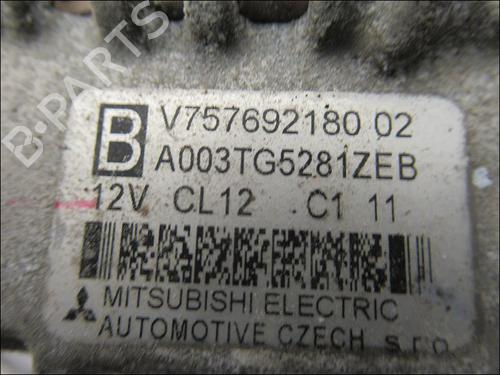 B V757692180 02
A003TG5281ZEB
12V CL12 C1 11
MITSUBISHI ELECTRIC
AUTOMOTIVE CZECH s.r.o.
B-PARTS